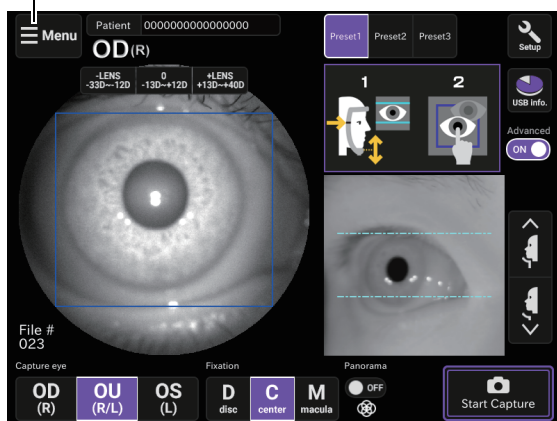 Menu
Patient 0000000000000000
OD(R)
-LENS
-33D~-12D
0
-13D~+12D
+LENS
+13D~+40D
Preset1
Preset2
Preset3
Setup
1
2
USB info.
Advanced
ON
File #
023
Capture eye
OD
(R)
OU
(R/L)
OS
(L)
Fixation
D
disc
C
center
M
macula
Panorama
OFF
Start Capture